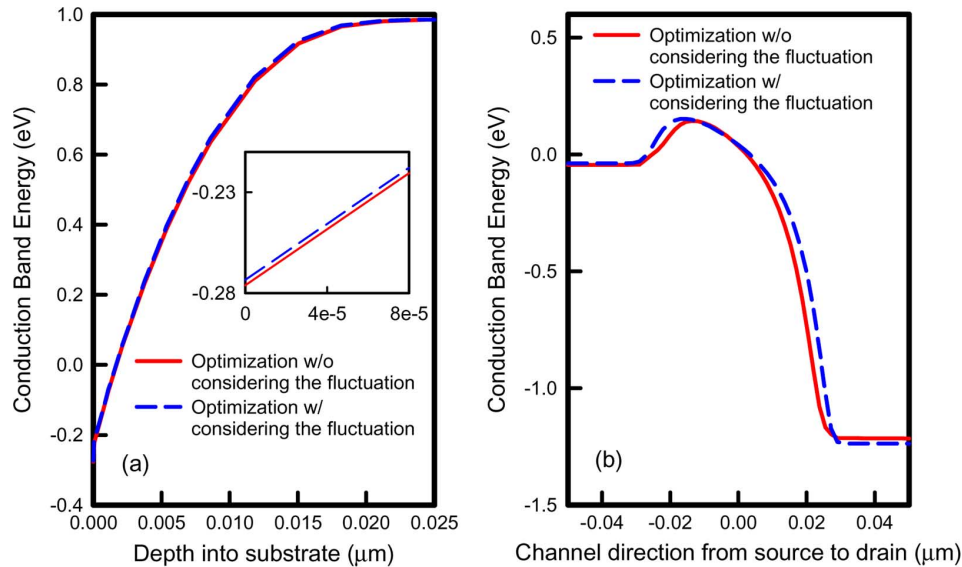 Conduction Band Energy (eV)
1.0
0.8
0.6
0.4
0.2
0.0
-0.2
-0.4
0.000
0.005
0.010
0.015
0.020
0.025
Depth into substrate (μm)
-0.23
-0.28
0
4e-5
8e-5
Optimization w/o
considering the fluctuation
Optimization w/
considering the fluctuation
(a)
Conduction Band Energy (eV)
0.5
0.0
-0.5
-1.0
-1.5
-0.04
-0.02
0.00
0.02
0.04
Channel direction from source to drain (μm)
Optimization w/o
considering the fluctuation
Optimization w/
considering the fluctuation
(b)